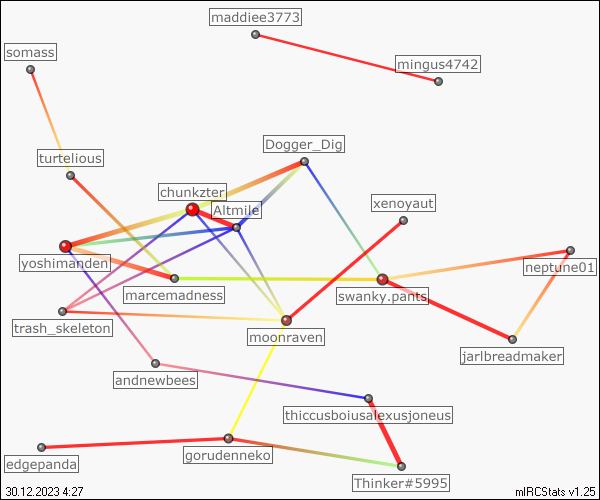 maddiee3773
somass
mingus4742
Dogger_Dig
turtelious
chunkzter
xenoyaut
Altmile
yoshimanden
neptune01
marcemadness
swanky.pants
trash_skeleton
moonraven
jarlbreadmaker
andnewbees
thiccusboiusalexusjoneus
gorudenneko
edgepanda
Thinker#5995
30.12.2023 4:27
mIRCStats v1.25